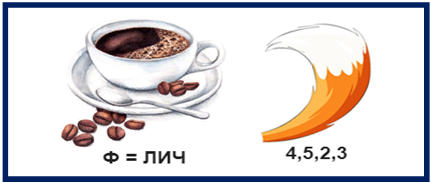 Ф = ЛИЧ
4,5,2,3